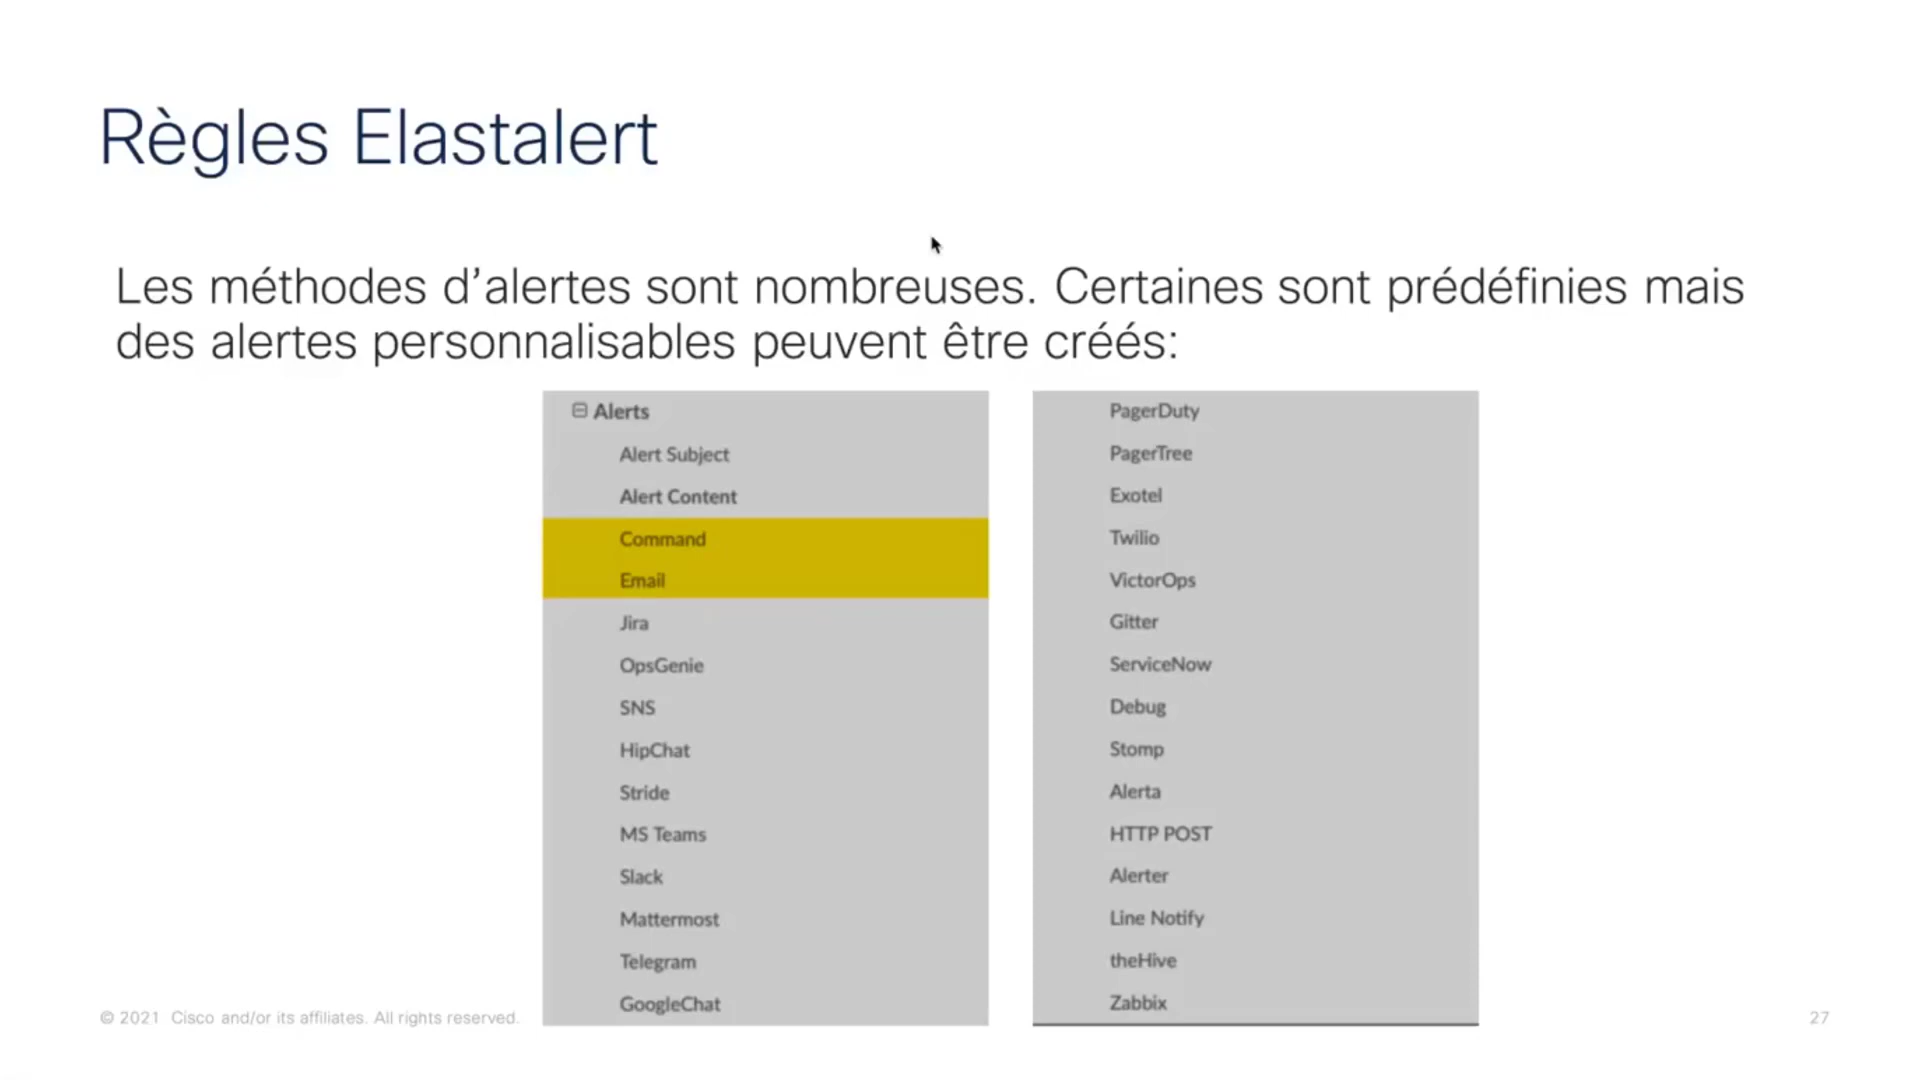 Règles Elastalert
Les méthodes d’alertes sont nombreuses. Certaines sont prédéfinies mais
des alertes personnalisables peuvent être créés:
Alerts
Alert Subject
Alert Content
Command
Email
Jira
OpsGenie
SNS
HipChat
Stride
MS Teams
Slack
Mattermost
Telegram
GoogleChat
PagerDuty
PagerTree
Exotel
Twilio
VictorOps
Gitter
ServiceNow
Debug
Stomp
Alerta
HTTP POST
Alerter
Line Notify
theHive
Zabbix
© 2021 Cisco and/or its affiliates. All rights reserved.
27